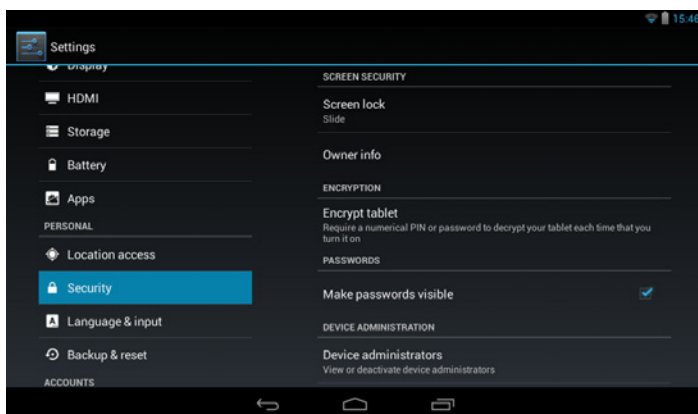 15:46
Settings
Display
HDMI
Storage
Battery
Apps
PERSONAL
Location access
Security
Language & input
Backup & reset
ACCOUNTS
SCREEN SECURITY
Screen lock
Slide
Owner info
ENCRYPTION
Encrypt tablet
Require a numerical PIN or password to decrypt your tablet each time that you
turn it on
PASSWORDS
Make passwords visible
DEVICE ADMINISTRATION
Device administrators
View or deactivate device administrators